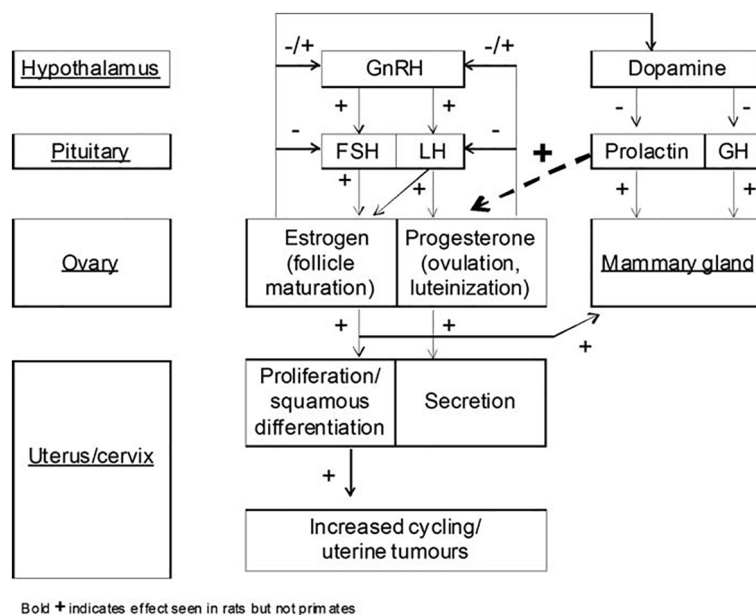 -/+
-/+
Hypothalamus
GnRH
Dopamine
+
+
-
-
Pituitary
-
FSH
LH
-
+
Prolactin
GH
+
+
+
+
Ovary
Estrogen
(follicle
maturation)
Progesterone
(ovulation,
luteinization)
Mammary gland
+
+
+
Uterus/cervix
Proliferation/
squamous
differentiation
Secretion
+
Increased cycling/
uterine tumours
Bold + indicates effect seen in rats but not primates